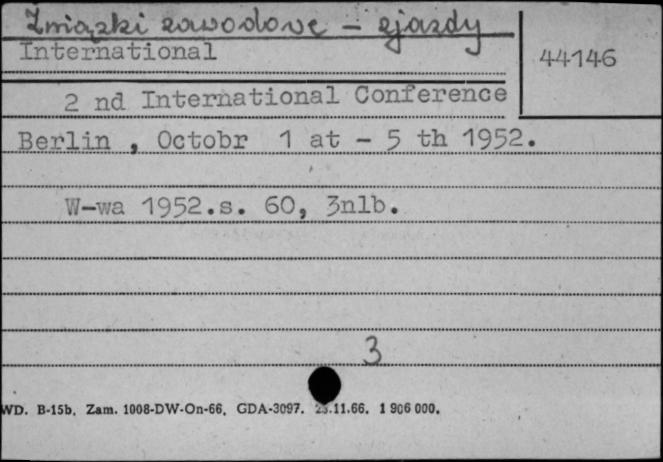 Związki zawodowe - zjazdy
International
44146
2 nd International Conference
Berlin , Octobr 1 at - 5 th 1952.
W-wa 1952.s. 60, 3nlb.
3
WD. B-15b. Zam. 1008-DW-On-66. GDA-3097. 11.66. 1 906 000.